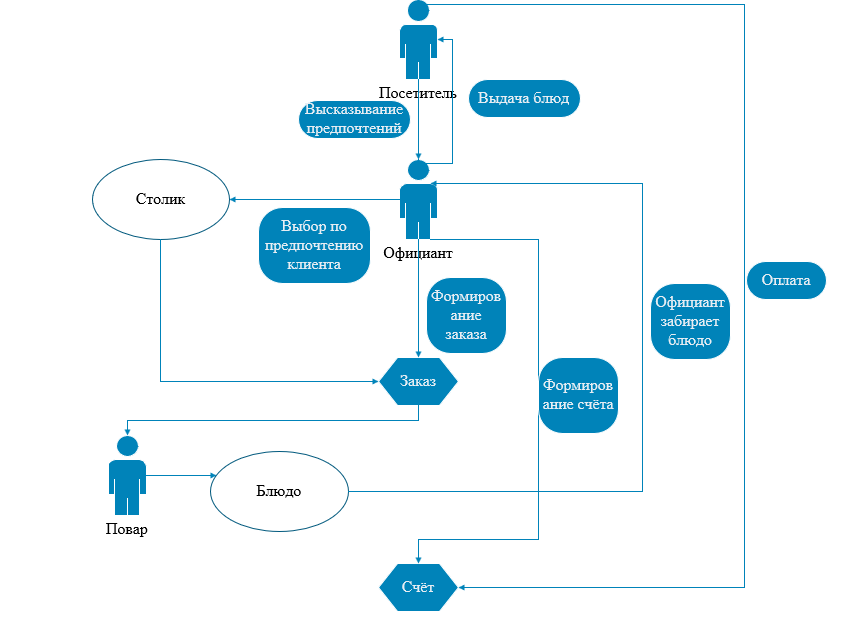 Посетитель
Выдача блюд
Высказывание
предпочтений
Столик
Выбор по
предпочтению
клиента
Официант
Оплата
Формиров
ание
заказа
Официант
забирает
блюдо
Заказ
Формиров
ание счёта
Повар
Блюдо
Счёт